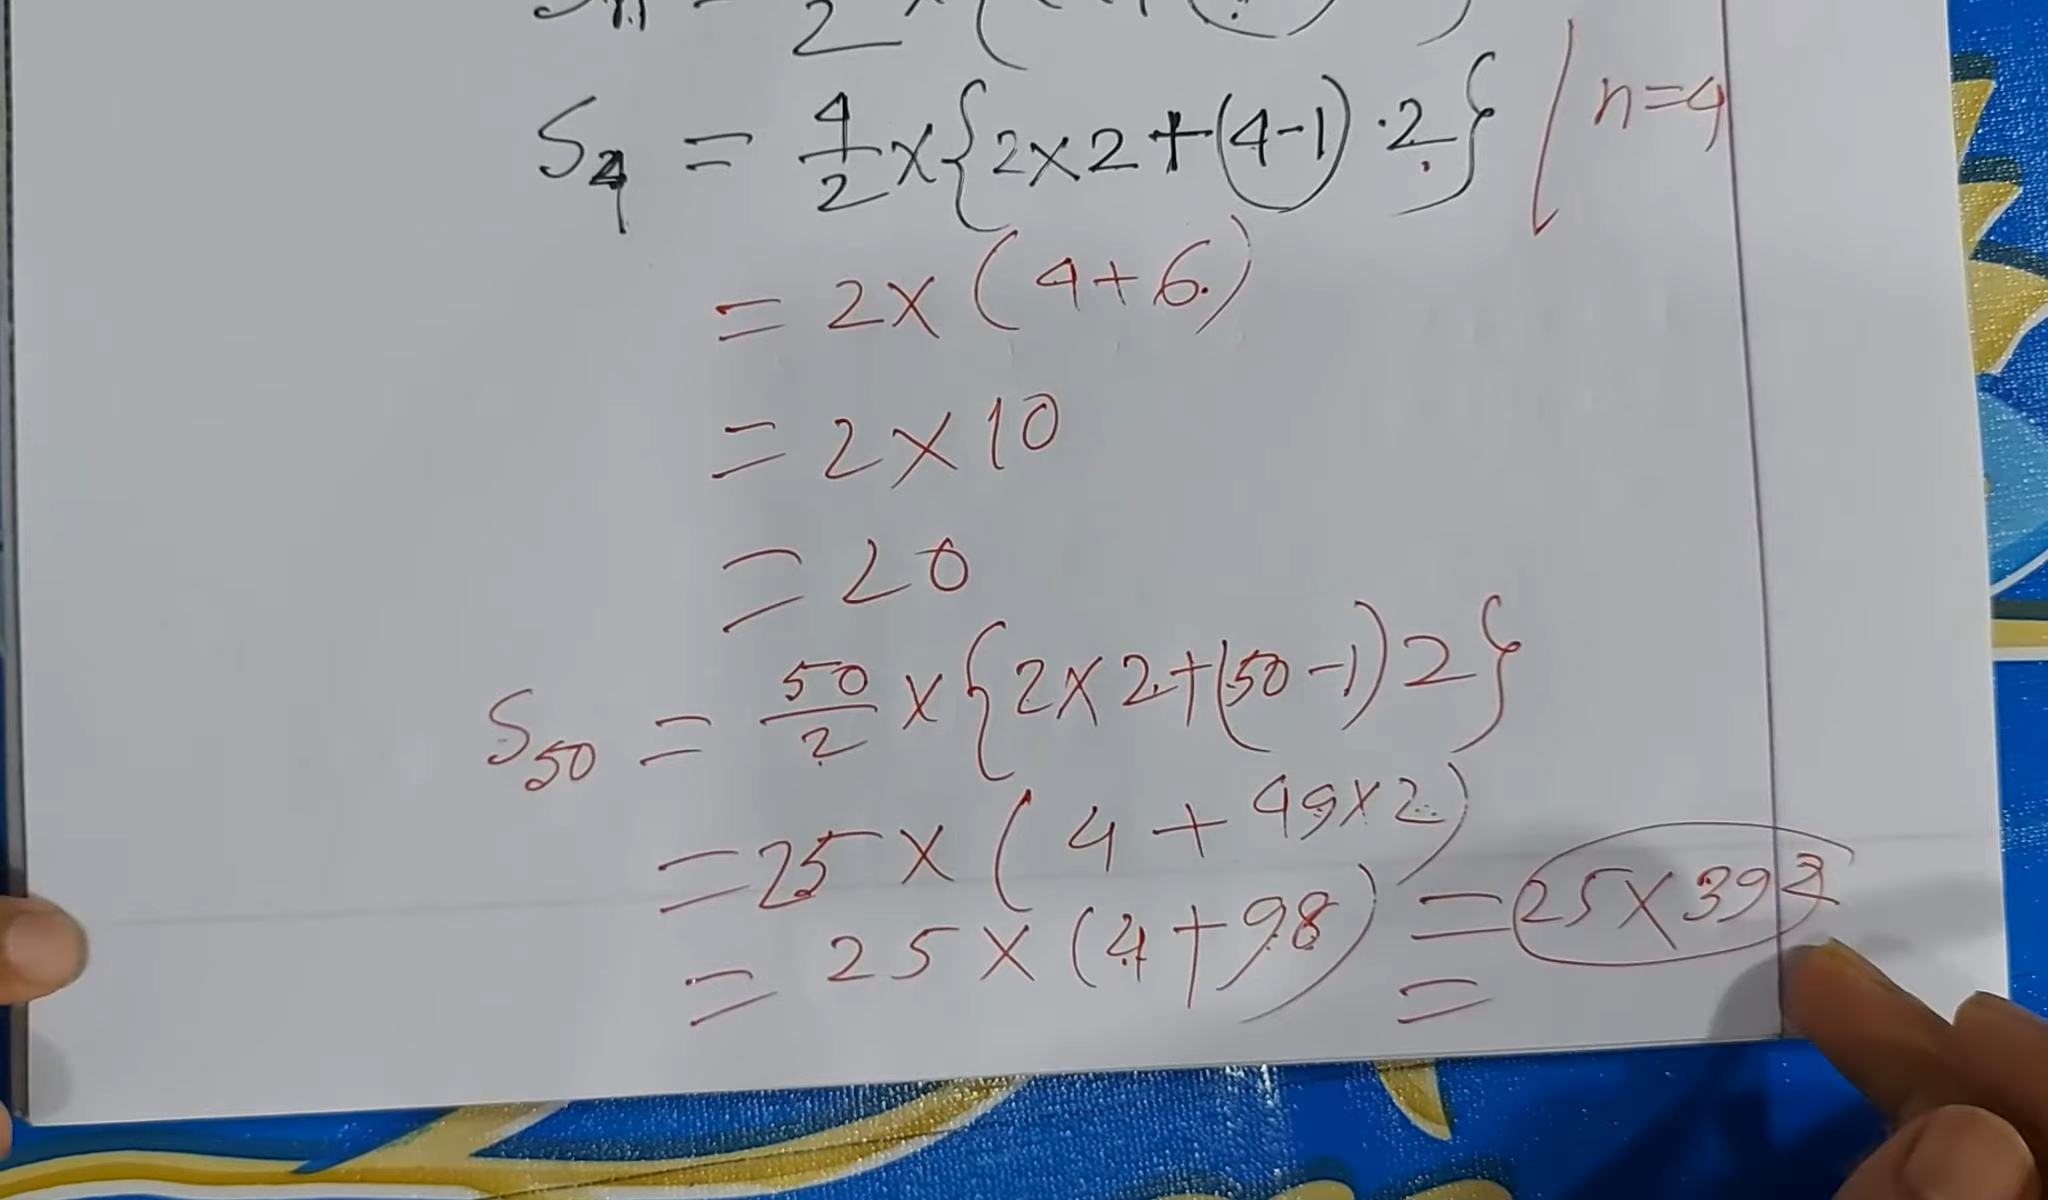 S₄ = 4/2 × {2×2+(4-1)·2} / n=4
= 2× (4+6)
= 2×10
= 20
S₅₀ = 50/2 × {2×2+(50-1)2}
=25 × (4 + 49×2)
= 25 × (4+98) = 25×392
=